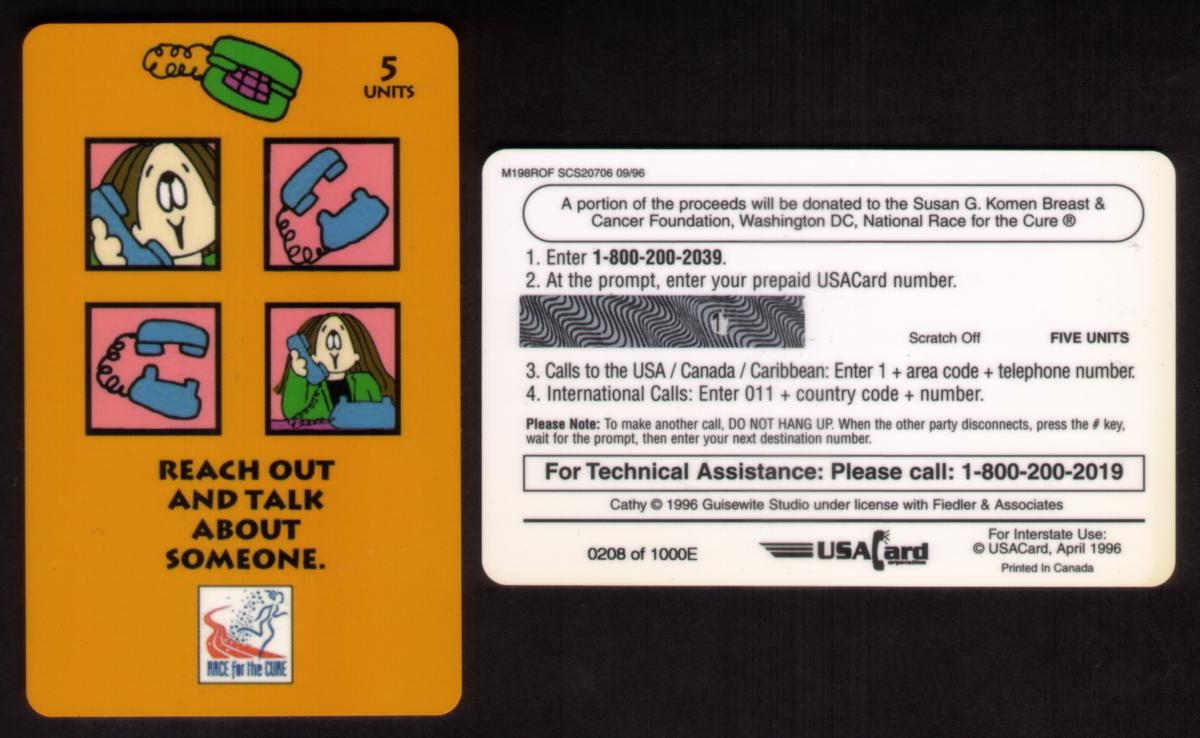 5
UNITS
REACH OUT
AND TALK
ABOUT
SOMEONE.
RACE for the CURE
M198ROF SCS20706 09/96
A portion of the proceeds will be donated to the Susan G. Komen Breast &
Cancer Foundation, Washington DC, National Race for the Cure ®
1. Enter 1-800-200-2039.
2. At the prompt, enter your prepaid USACard number.
1
Scratch Off FIVE UNITS
3. Calls to the USA / Canada / Caribbean: Enter 1 + area code + telephone number.
4. International Calls: Enter 011 + country code + number.
Please Note: To make another call, DO NOT HANG UP. When the other party disconnects, press the # key,
wait for the prompt, then enter your next destination number.
For Technical Assistance: Please call: 1-800-200-2019
Cathy © 1996 Guisewite Studio under license with Fiedler & Associates
0208 of 1000E
USACard
corporation
For Interstate Use:
© USACard, April 1996
Printed In Canada